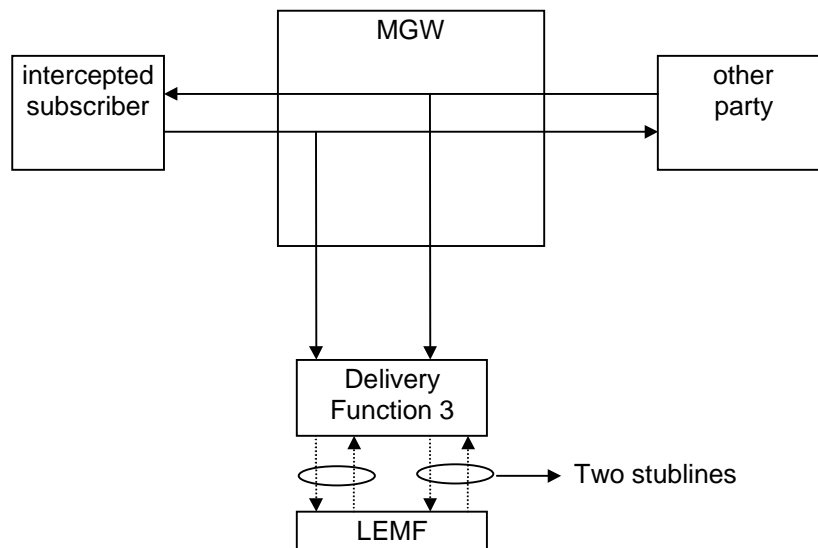 MGW
intercepted
subscriber
other
party
Delivery
Function 3
Two stublines
LEMF